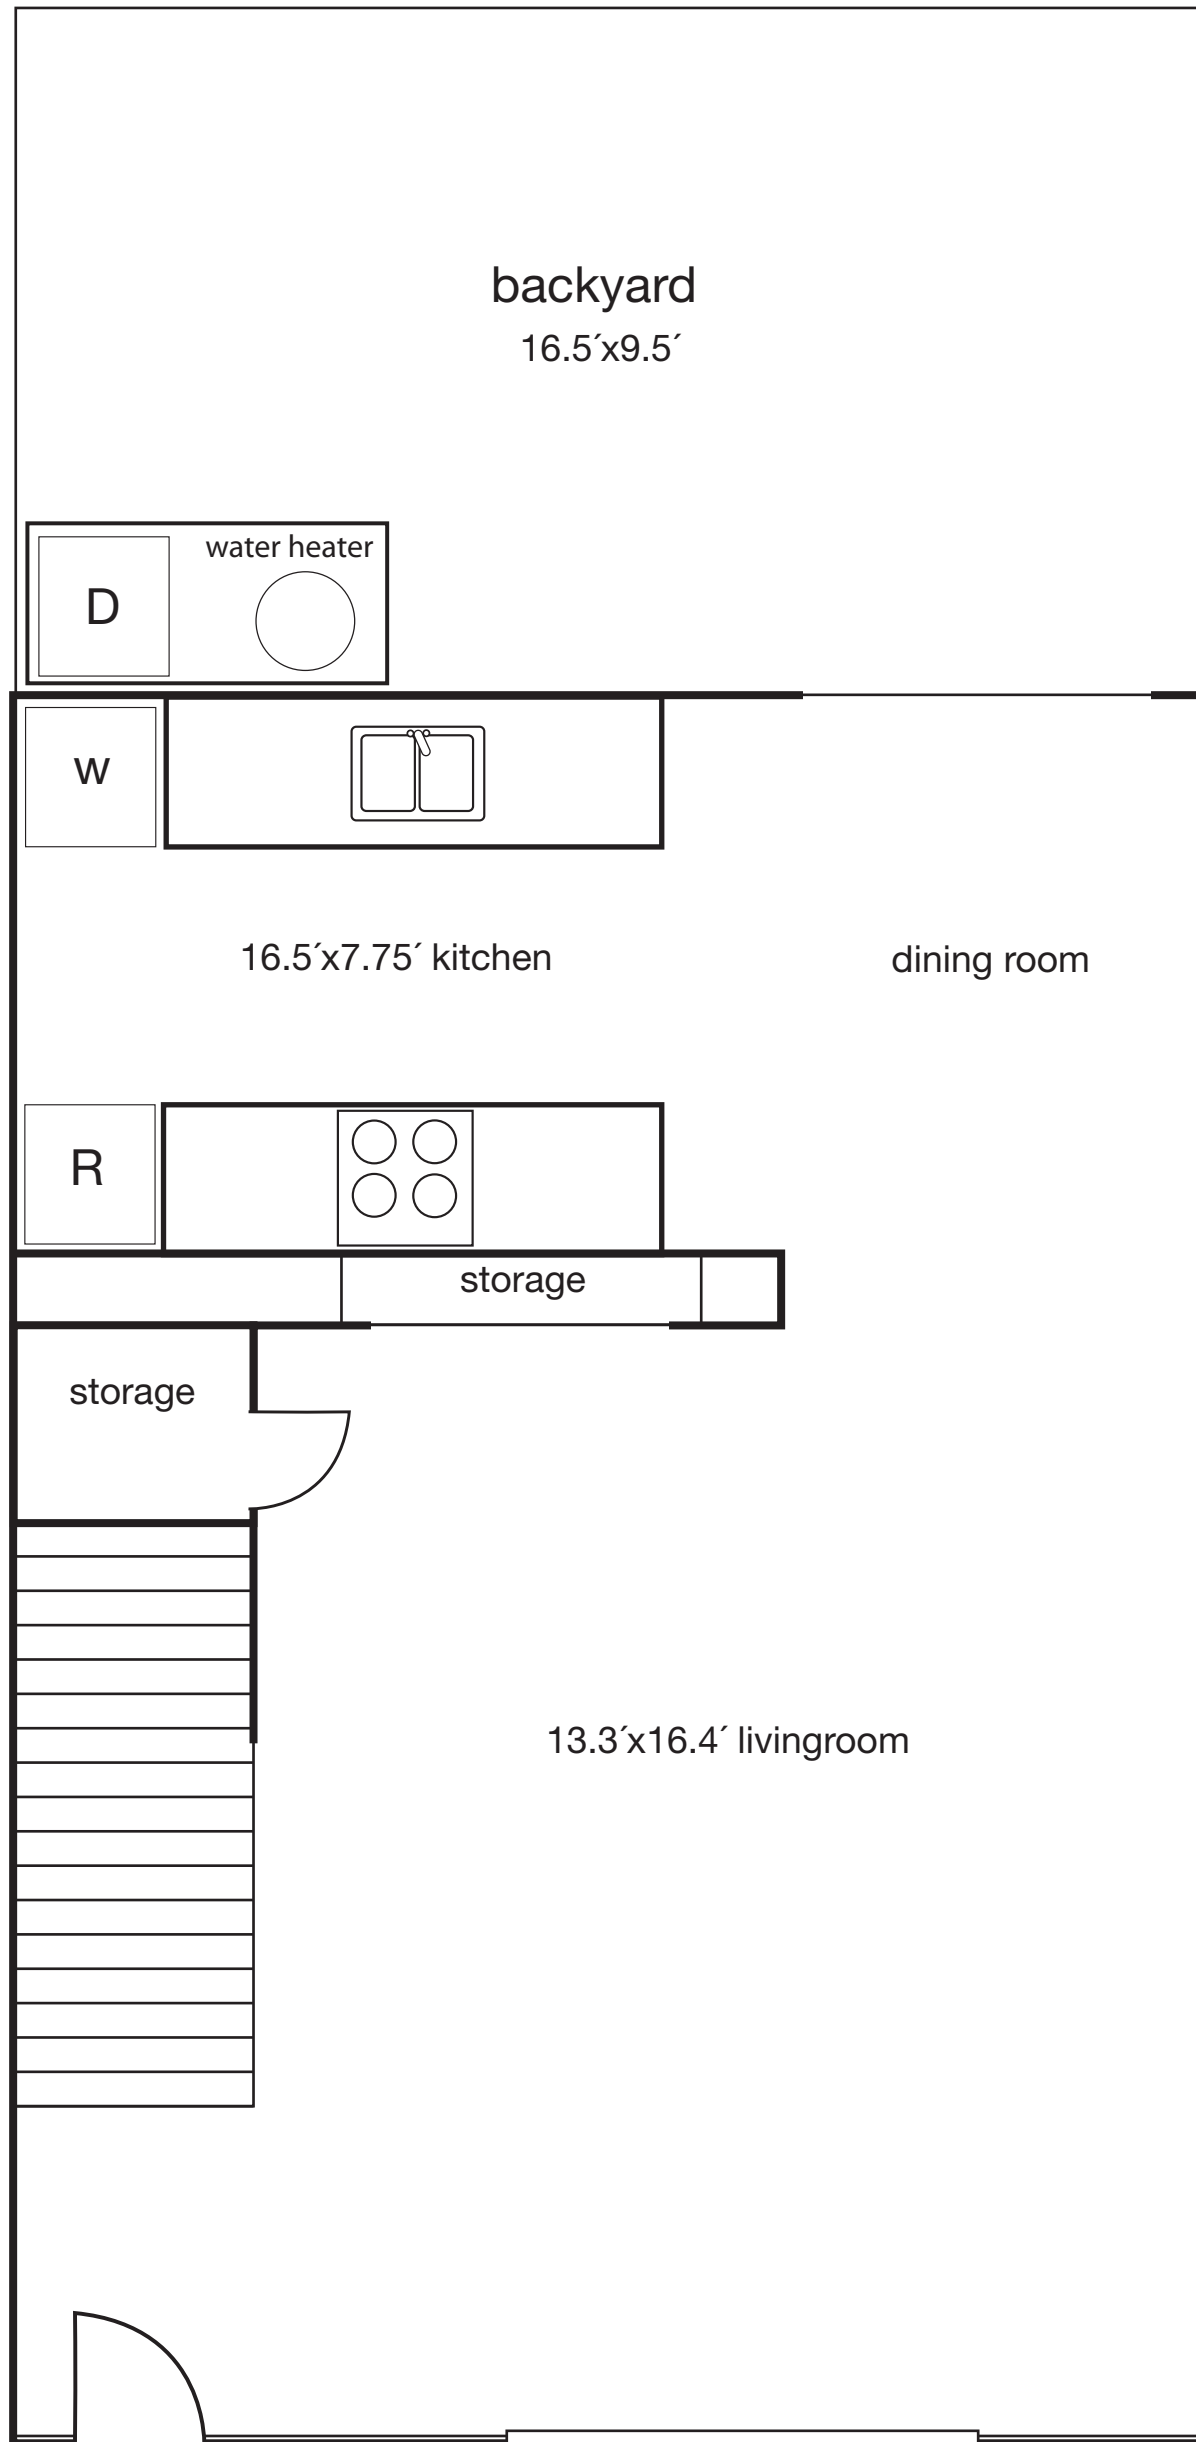 backyard
16.5´x9.5´
water heater
D
w
16.5´x7.75´ kitchen
dining room
R
storage
storage
13.3´x16.4´ livingroom